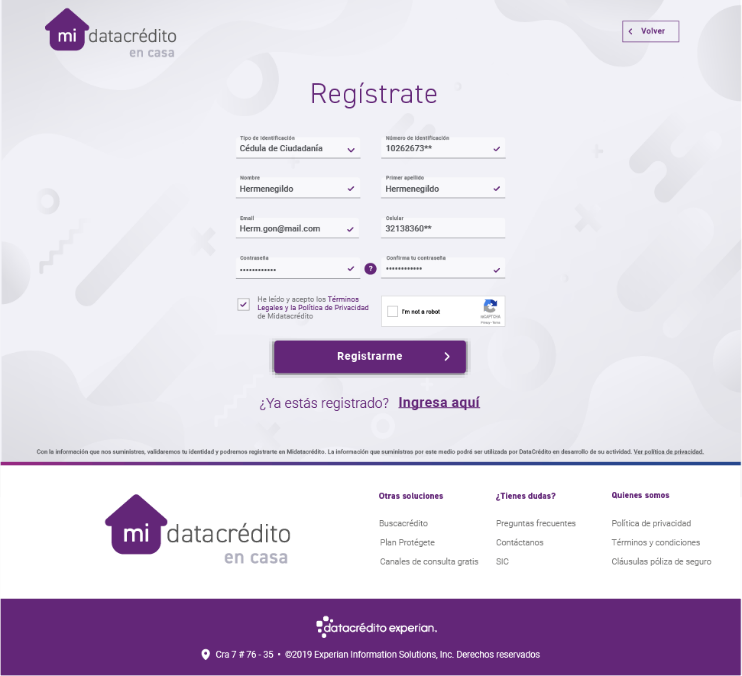 mi datacrédito
en casa
Volver
Regístrate
Tipo de identificación
Cédula de Ciudadanía
Número de identificación
10262673**
Nombre
Hermenegildo
Primer apellido
Hermenegildo
Email
Herm.gon@mail.com
Celular
32138360**
Contraseña
••••••••••••
?
Confirma tu contraseña
••••••••••••
He leído y acepto los Términos
Legales y la Política de Privacidad
de Midatacrédito
I'm not a robot
reCAPTCHA
Privacy - Terms
Registrarme
¿Ya estás registrado? Ingresa aquí
Con la información que nos suministres, validaremos tu identidad y podremos registrarte en Midatacrédito. La información que suministras por este medio podrá ser utilizada por DataCrédito en desarrollo de su actividad. Ver política de privacidad.
mi datacrédito
en casa
Otras soluciones
Buscacrédito
Plan Protégete
Canales de consulta gratis
¿Tienes dudas?
Preguntas frecuentes
Contáctanos
SIC
Quienes somos
Política de privacidad
Términos y condiciones
Cláusulas póliza de seguro
datacrédito experian.
Cra 7 # 76 - 35 • ©2019 Experian Information Solutions, Inc. Derechos reservados